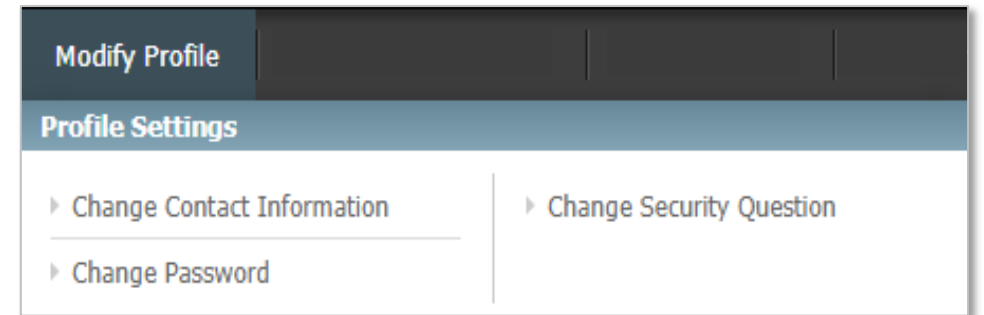 Modify Profile
Profile Settings
Change Contact Information
Change Password
Change Security Question